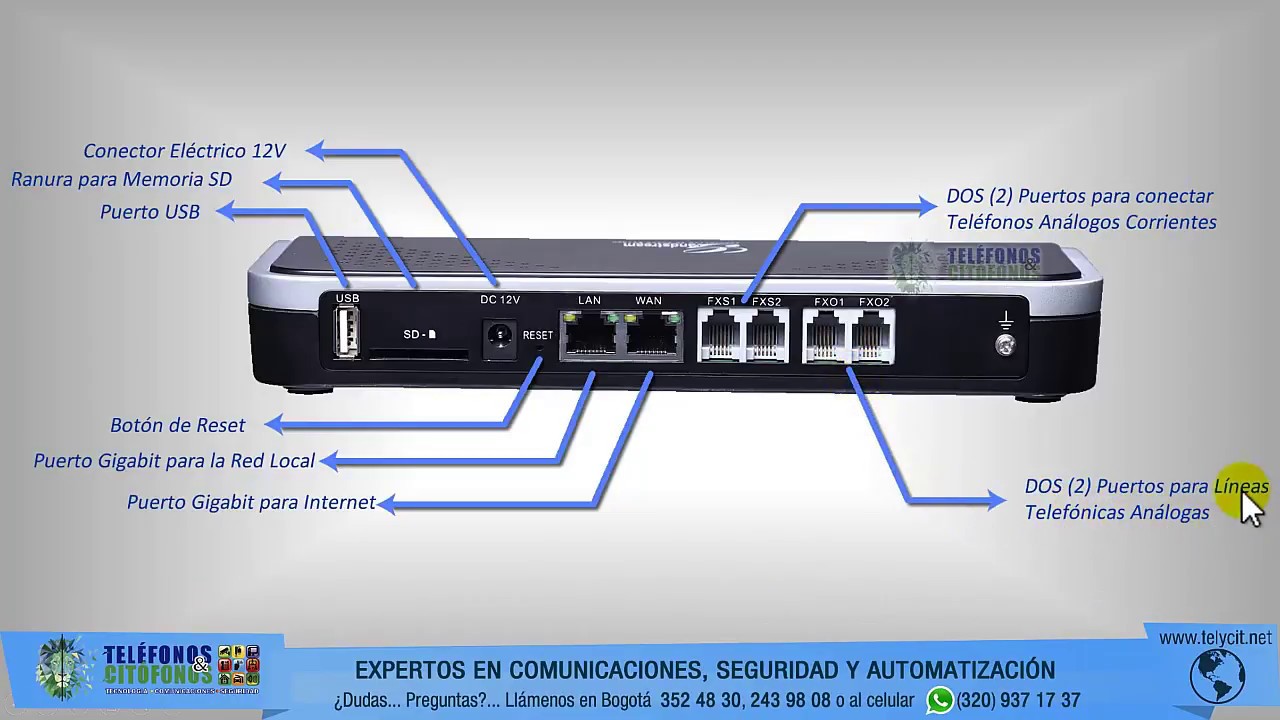 Conector Eléctrico 12V
Ranura para Memoria SD
Puerto USB
DOS (2) Puertos para conectar
Teléfonos Análogos Corrientes
TELÉFONOS
&
CITÓFONOS
USB
SD -
DC 12V
RESET
LAN
WAN
FXS1
FXS2
FXO1
FXO2
Botón de Reset
Puerto Gigabit para la Red Local
Puerto Gigabit para Internet
DOS (2) Puertos para Líneas
Telefónicas Análogas
www.telycit.net
TELÉFONOS
&
CITÓFONOS
TECNOLOGÍA • COMUNICACIONES • SEGURIDAD
EXPERTOS EN COMUNICACIONES, SEGURIDAD Y AUTOMATIZACIÓN
¿Dudas... Preguntas?... Llámenos en Bogotá 352 48 30, 243 98 08 o al celular (320) 937 17 37